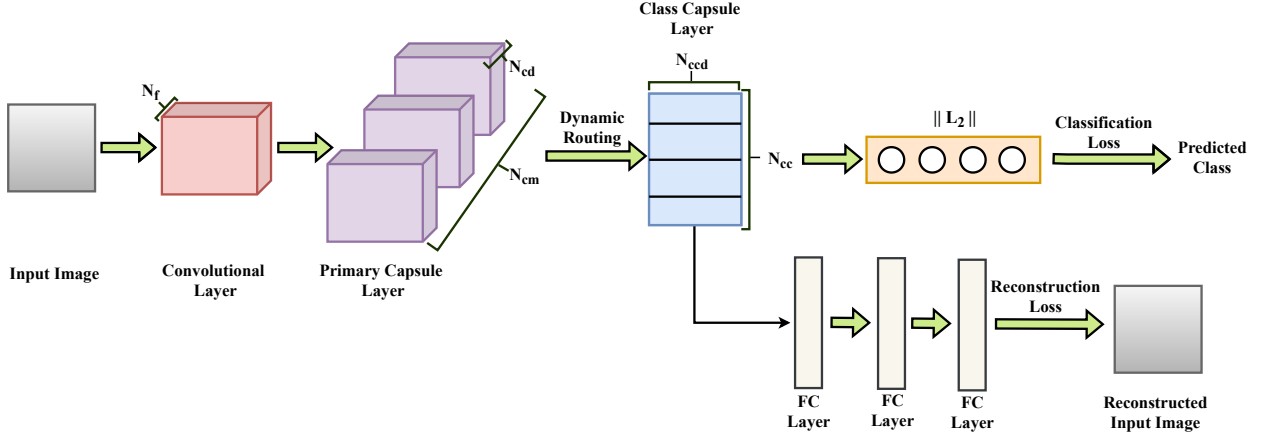 Class Capsule
Layer
N_ccd
N_cd
N_f
Dynamic
Routing
N_cm
N_cc
|| L_2 ||
Classification
Loss
Predicted
Class
Input Image
Convolutional
Layer
Primary Capsule
Layer
Reconstruction
Loss
FC
Layer
FC
Layer
FC
Layer
Reconstructed
Input Image